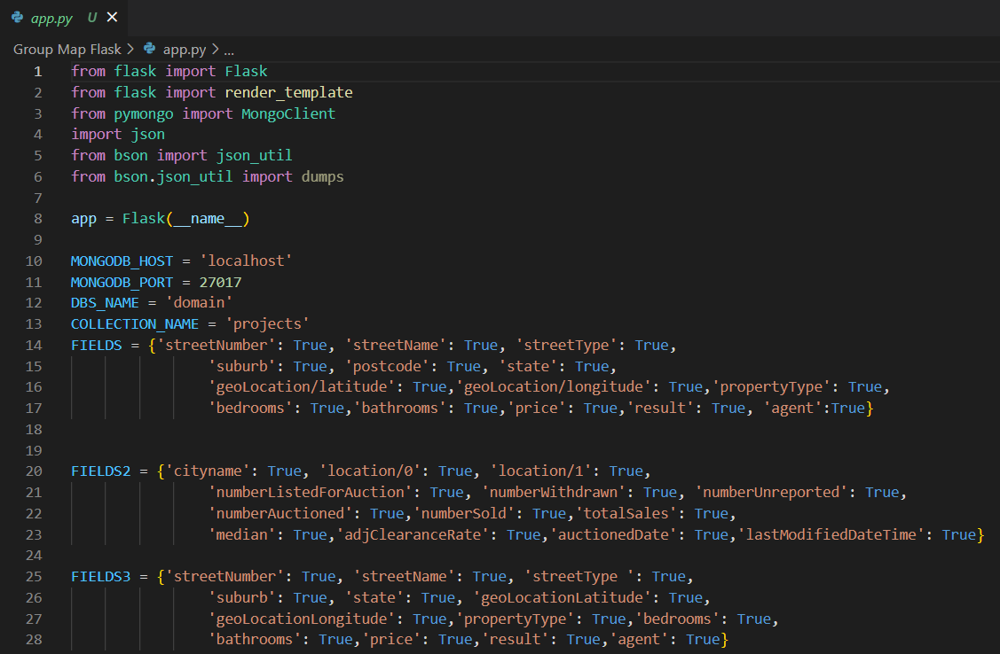 app.py U ×
Group Map Flask > app.py > ...
1 from flask import Flask
2 from flask import render_template
3 from pymongo import MongoClient
4 import json
5 from bson import json_util
6 from bson.json_util import dumps
7
8 app = Flask(__name__)
9
10 MONGODB_HOST = 'localhost'
11 MONGODB_PORT = 27017
12 DBS_NAME = 'domain'
13 COLLECTION_NAME = 'projects'
14 FIELDS = {'streetNumber': True, 'streetName': True, 'streetType': True,
15 'suburb': True, 'postcode': True, 'state': True,
16 'geoLocation/latitude': True,'geoLocation/longitude': True,'propertyType': True,
17 'bedrooms': True,'bathrooms': True,'price': True,'result': True, 'agent':True}
18
19
20 FIELDS2 = {'cityname': True, 'location/0': True, 'location/1': True,
21 'numberListedForAuction': True, 'numberWithdrawn': True, 'numberUnreported': True,
22 'numberAuctioned': True,'numberSold': True,'totalSales': True,
23 'median': True,'adjClearanceRate': True,'auctionedDate': True,'lastModifiedDateTime': True}
24
25 FIELDS3 = {'streetNumber': True, 'streetName': True, 'streetType ': True,
26 'suburb': True, 'state': True, 'geoLocationLatitude': True,
27 'geoLocationLongitude': True,'propertyType': True,'bedrooms': True,
28 'bathrooms': True,'price': True,'result': True,'agent': True}